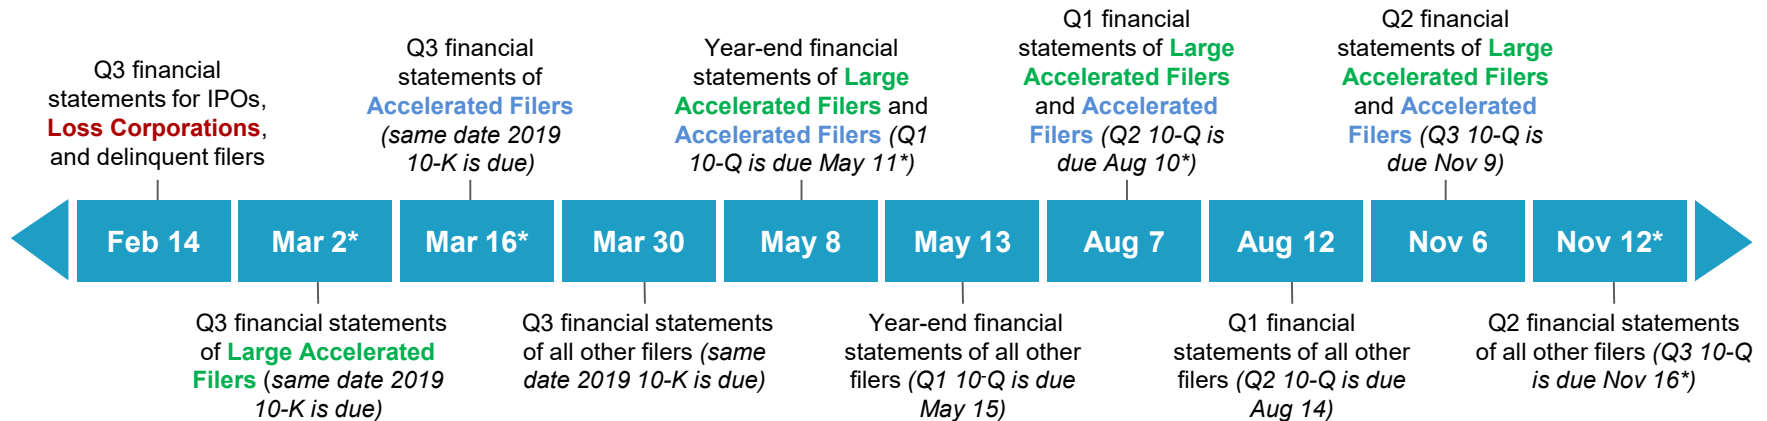 Q3 financial
statements for IPOs,
Loss Corporations,
and delinquent filers
Q3 financial
statements of
Accelerated Filers
(same date 2019
10-K is due)
Year-end financial
statements of Large
Accelerated Filers and
Accelerated Filers (Q1
10-Q is due May 11*)
Q1 financial
statements of Large
Accelerated Filers
and Accelerated
Filers (Q2 10-Q is
due Aug 10*)
Q2 financial
statements of Large
Accelerated Filers
and Accelerated
Filers (Q3 10-Q is
due Nov 9)
Feb 14
Mar 2*
Mar 16*
Mar 30
May 8
May 13
Aug 7
Aug 12
Nov 6
Nov 12*
Q3 financial statements
of Large Accelerated
Filers (same date 2019
10-K is due)
Q3 financial statements
of all other filers (same
date 2019 10-K is due)
Year-end financial
statements of all other
filers (Q1 10-Q is due
May 15)
Q1 financial
statements of all other
filers (Q2 10-Q is due
Aug 14)
Q2 financial statements
of all other filers (Q3 10-Q
is due Nov 16*)